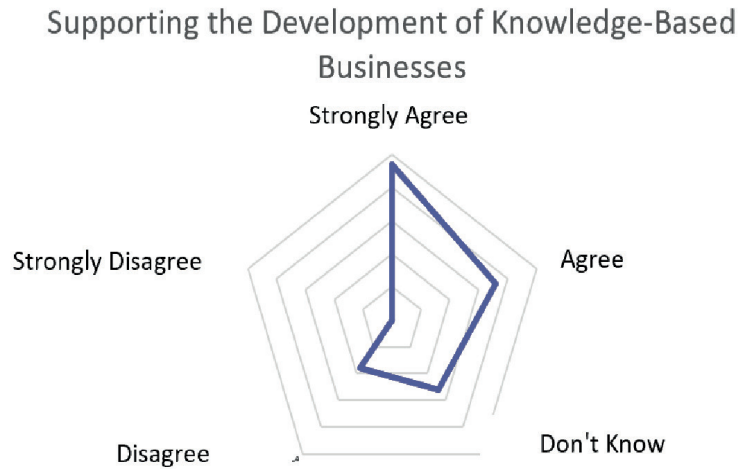 Supporting the Development of Knowledge-Based
Businesses
Strongly Agree
Strongly Disagree
Agree
Disagree
Don't Know